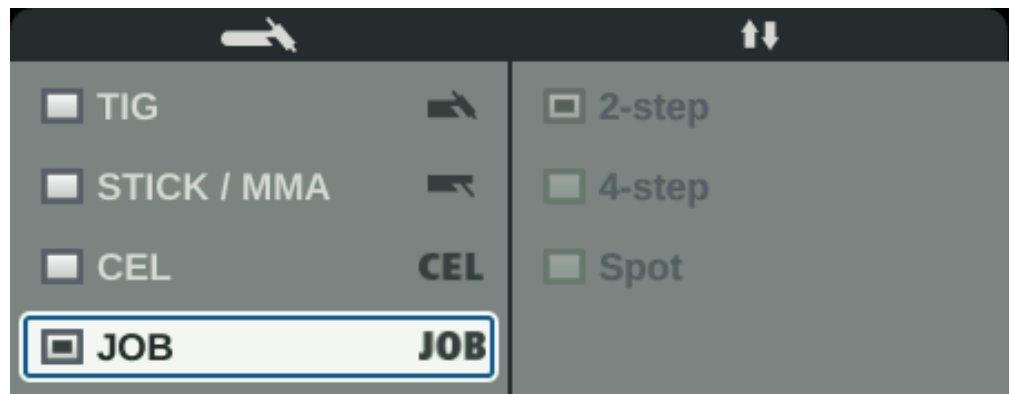 TIG
STICK / MMA
CEL CEL
JOB JOB
2-step
4-step
Spot